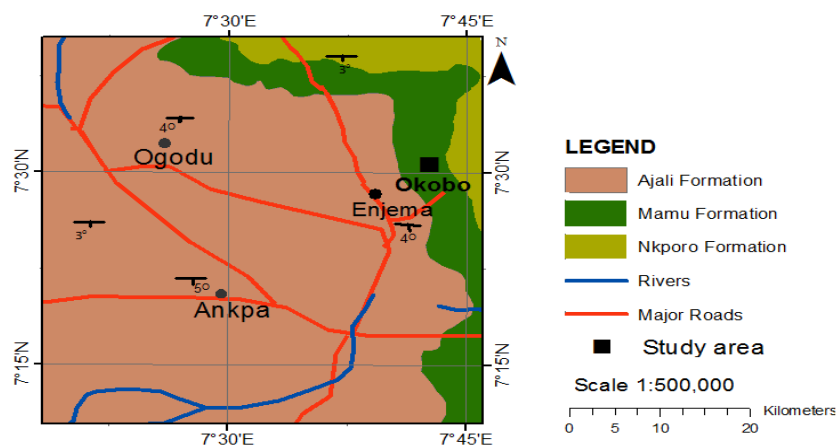 7°30'E 7°45'E
N
3°
4°
Ogodu
7°30'N 7°30'N
Okobo
Enjema
3°
4°
5°
Ankpa
7°15'N 7°15'N
7°30'E 7°45'E
LEGEND
Ajali Formation
Mamu Formation
Nkporo Formation
Rivers
Major Roads
Study area
Scale 1:500,000
Kilometers
0 5 10 20